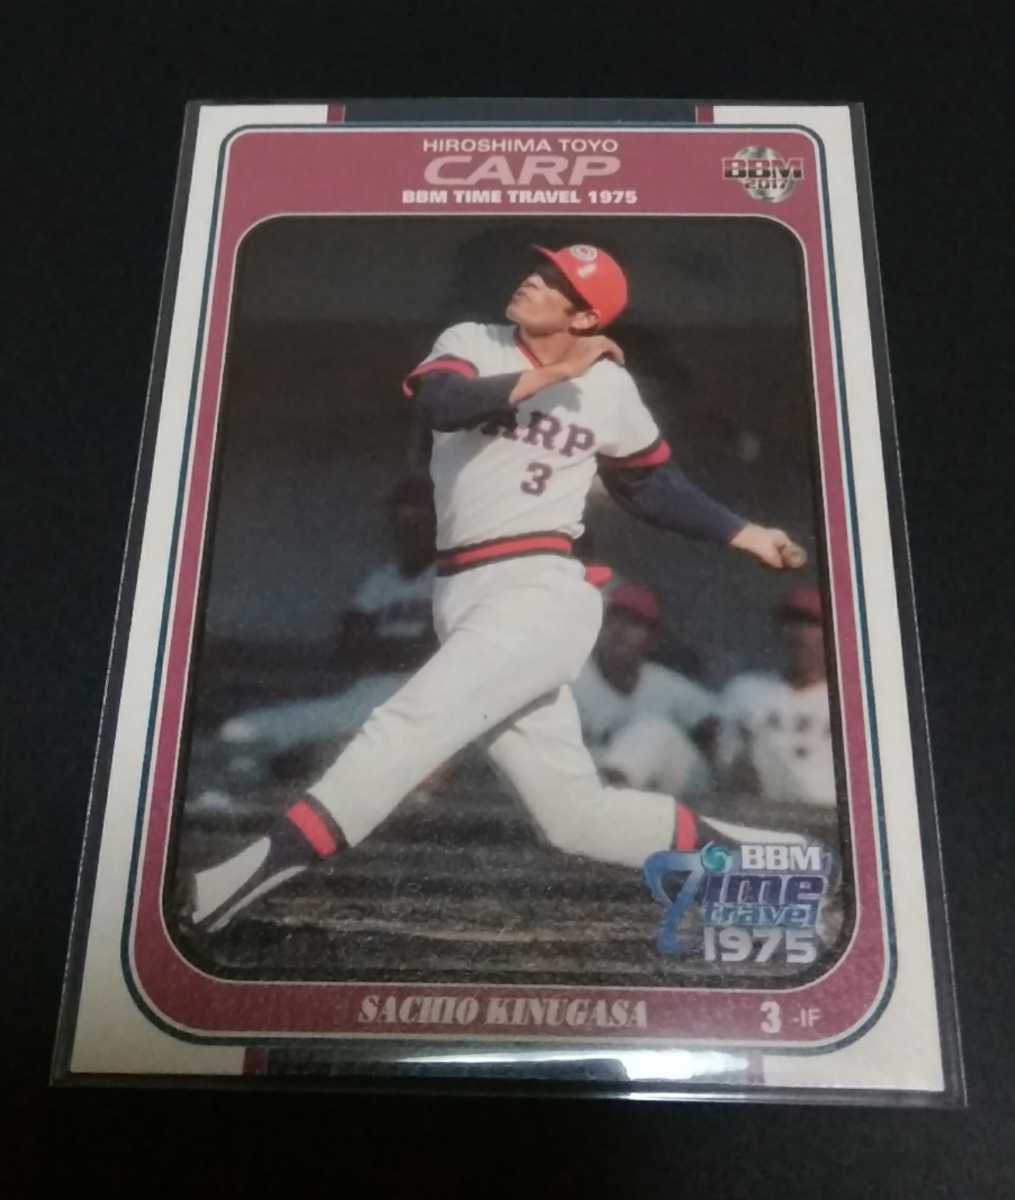 HIROSHIMA TOYO
CARP
BBM TIME TRAVEL 1975
BBM
2017
CARP
3
BBM
Time
travel
1975
SACHIO KINUGASA
3 -IF